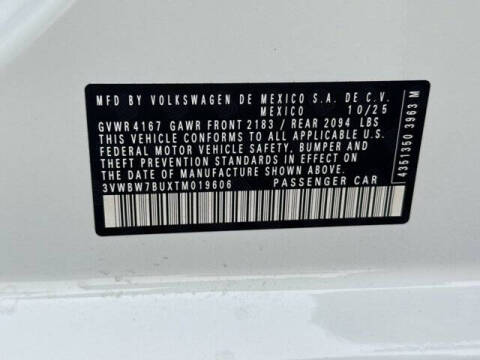 MFD BY VOLKSWAGEN DE MEXICO S.A. DE C.V.
MEXICO 10/25
GVWR 4167 GAWR FRONT 2183 / REAR 2094 LBS
THIS VEHICLE CONFORMS TO ALL APPLICABLE U.S.
FEDERAL MOTOR VEHICLE SAFETY, BUMPER AND
THEFT PREVENTION STANDARDS IN EFFECT ON
THE DATE OF MANUFACTURE SHOWN ABOVE.
3VWBW7BUXTM019606 PASSENGER CAR
4351350 3963 M